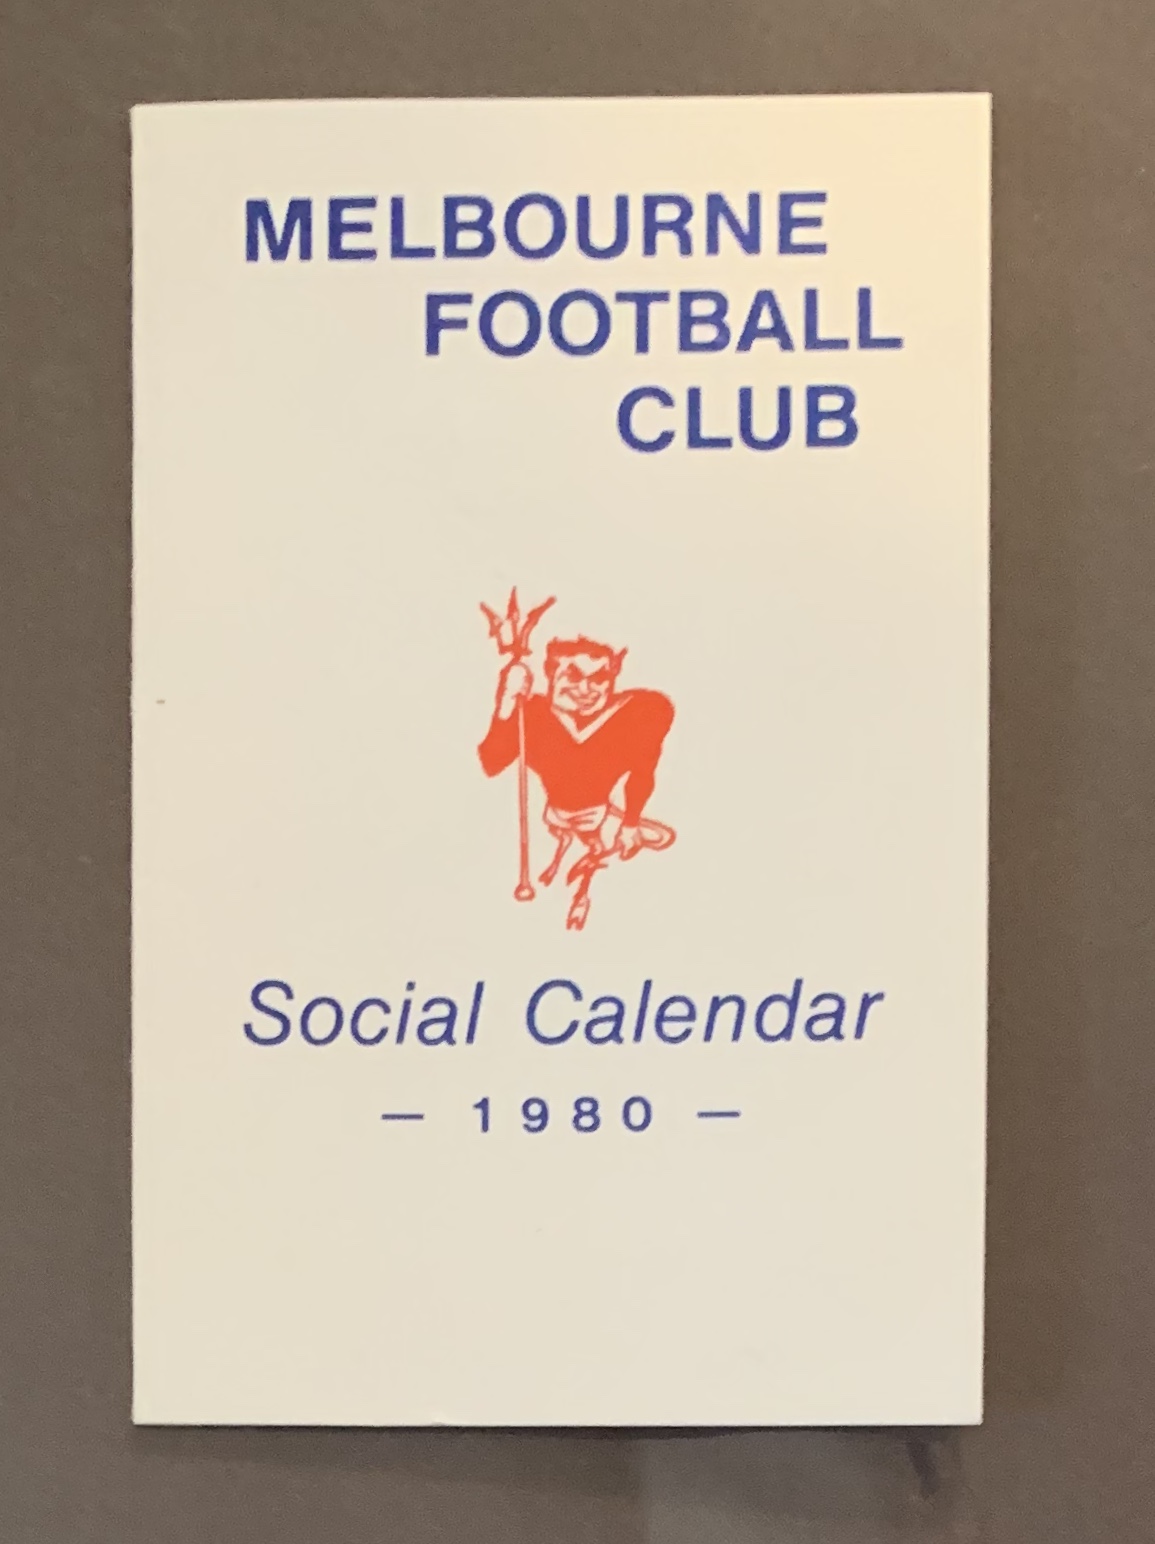 MELBOURNE
FOOTBALL
CLUB
Social Calendar
— 1980 —